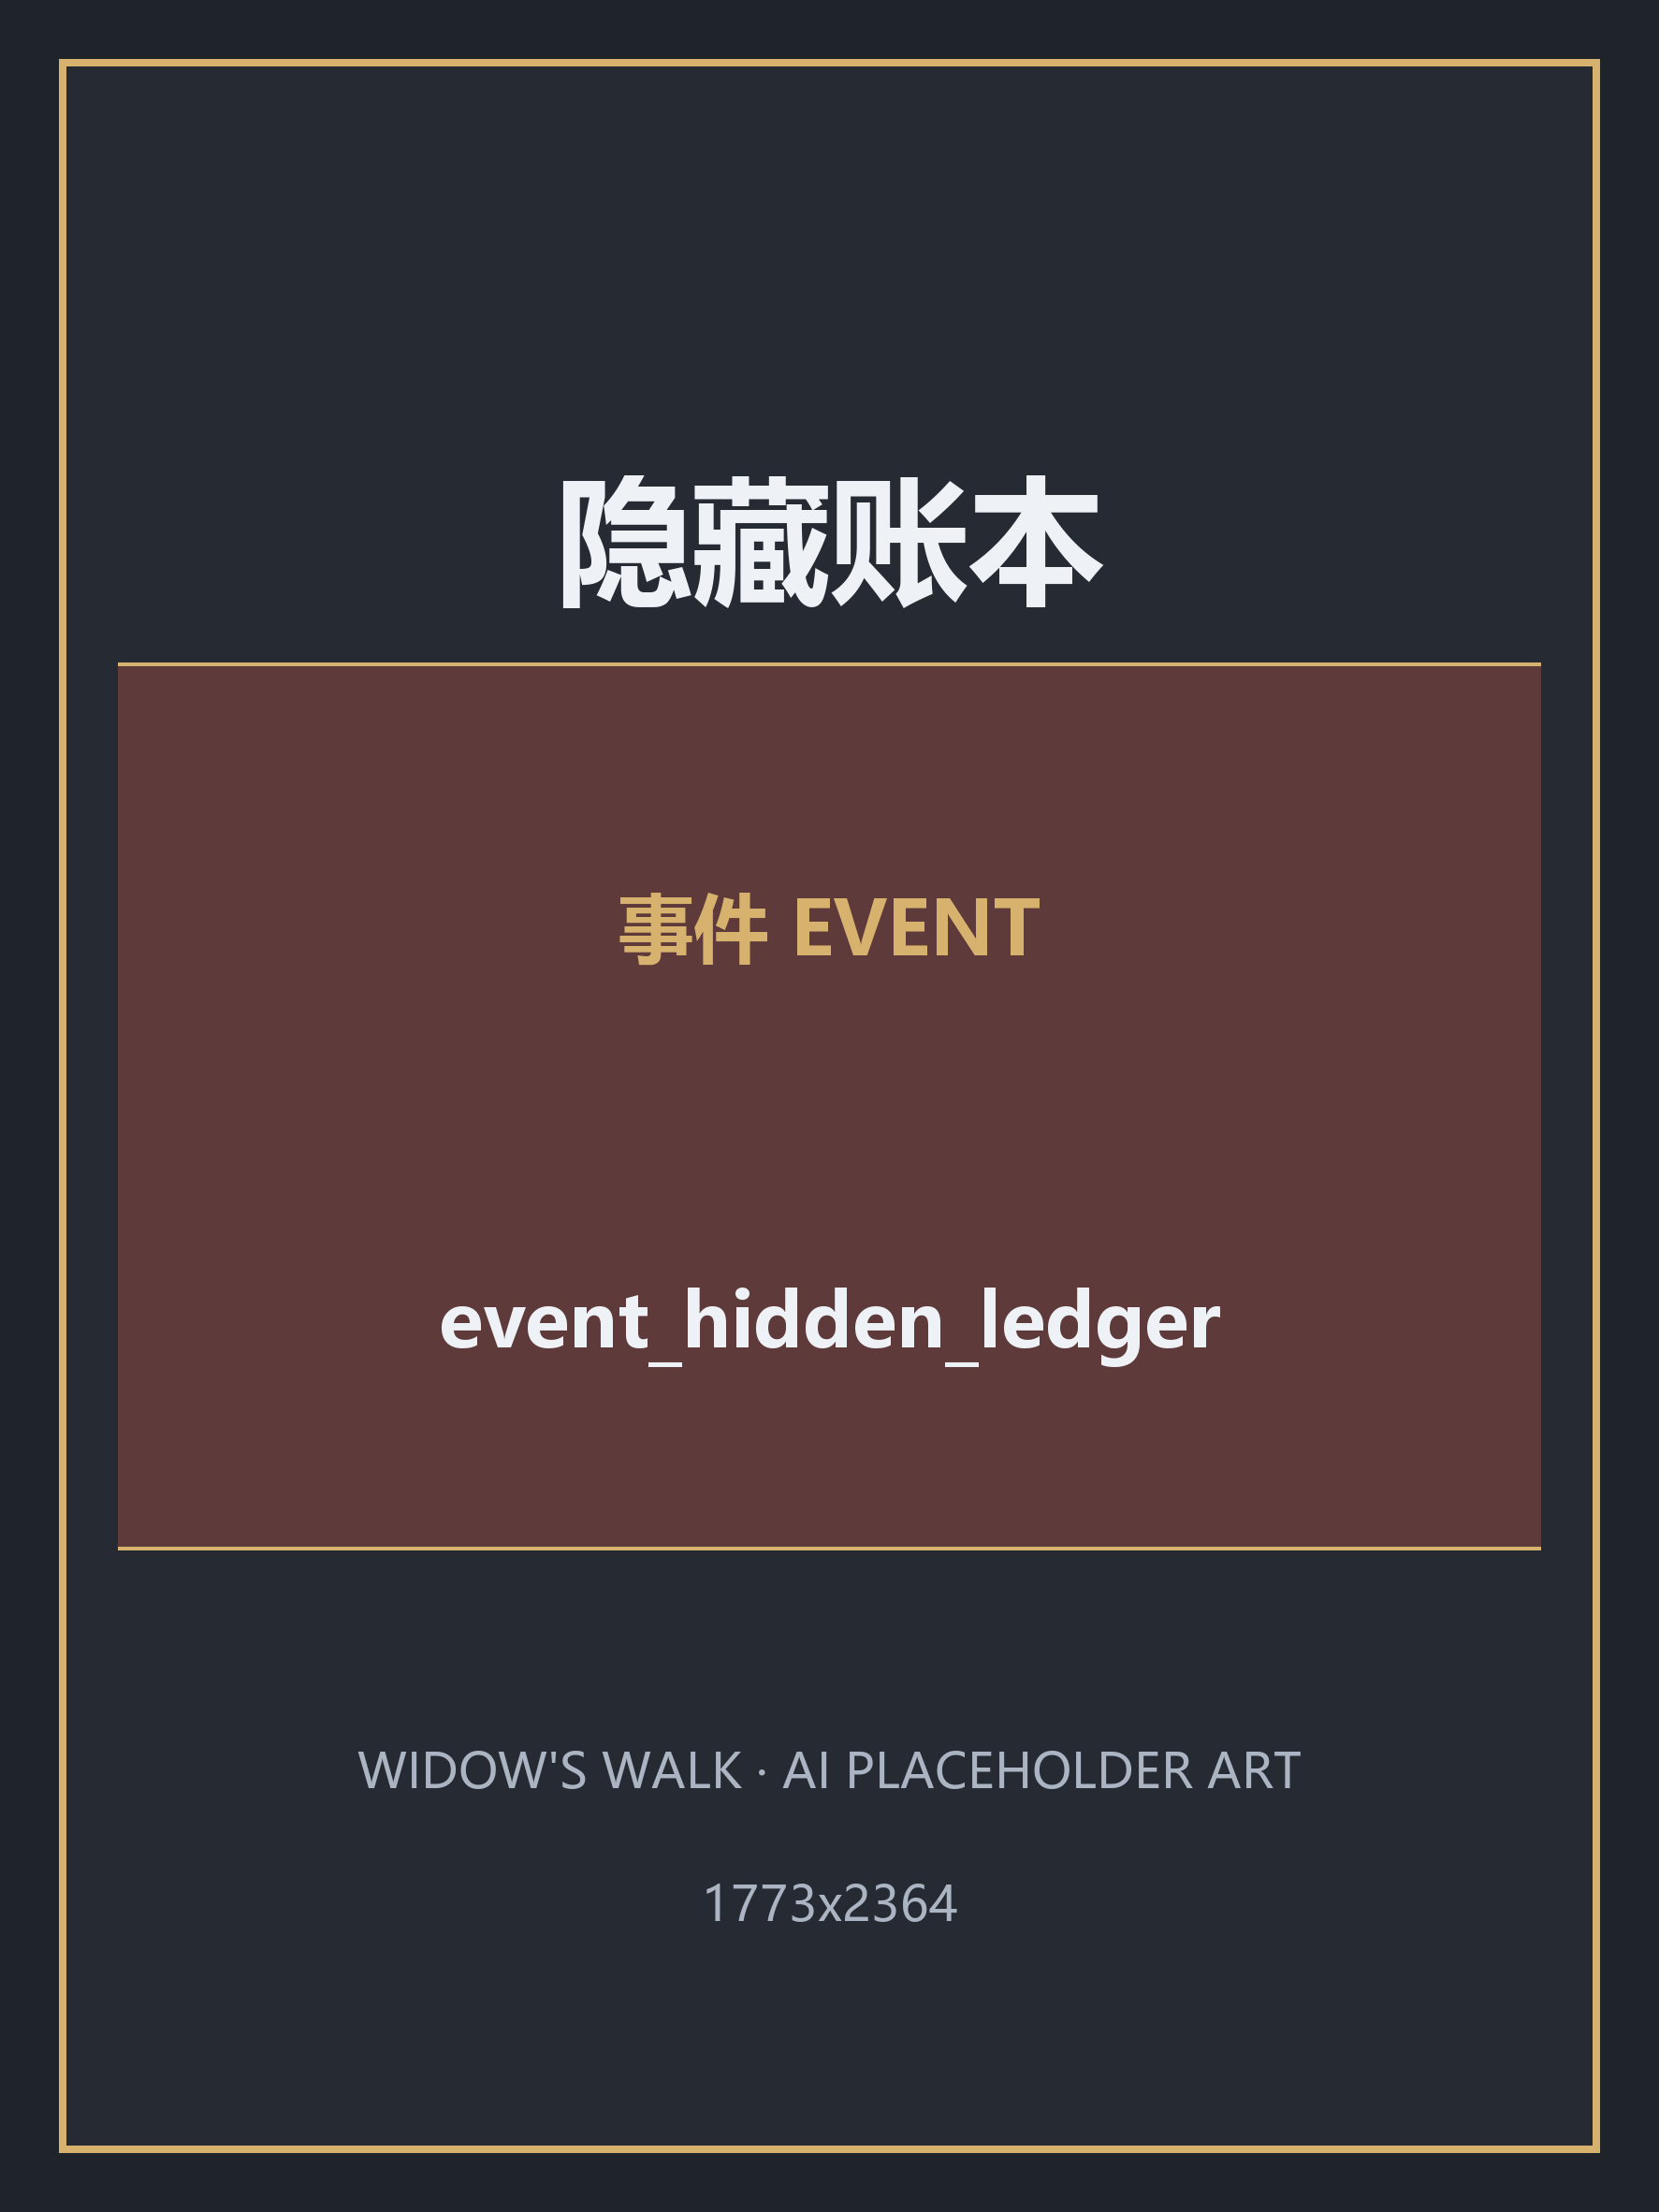 隐藏账本
事件 EVENT
event_hidden_ledger
WIDOW'S WALK · AI PLACEHOLDER ART
1773x2364